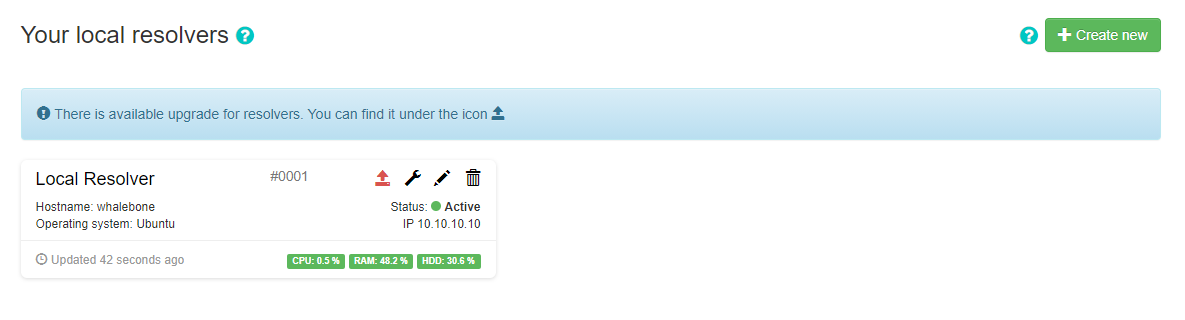 Your local resolvers ?
? Create new
There is available upgrade for resolvers. You can find it under the icon
Local Resolver #0001
Hostname: whalebone Status: Active
Operating system: Ubuntu IP 10.10.10.10
Updated 42 seconds ago CPU: 0.5 % RAM: 48.2 % HDD: 30.6 %